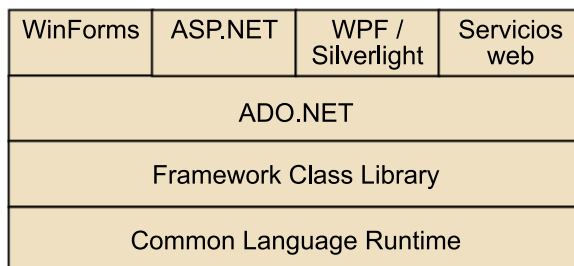 WinForms
ASP.NET
WPF /
Silverlight
Servicios
web
ADO.NET
Framework Class Library
Common Language Runtime